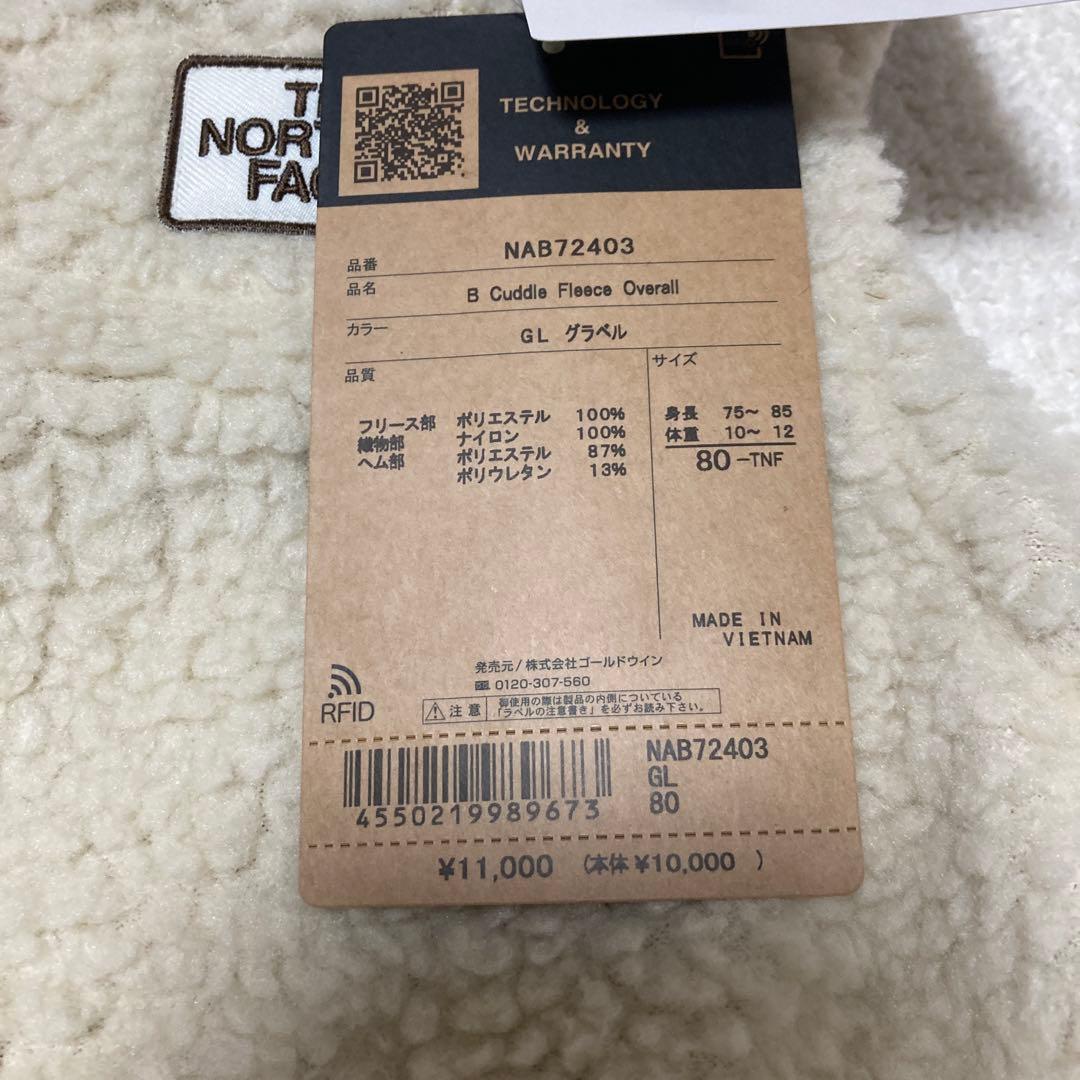 THE
NORTH
FACE
TECHNOLOGY
&
WARRANTY
品番 NAB72403
品名 B Cuddle Fleece Overall
カラー GL グラベル
品質
フリース部 ポリエステル 100%
織物部 ナイロン 100%
ヘム部 ポリエステル 87%
ポリウレタン 13%
サイズ
身長 75~ 85
体重 10~ 12
80-TNF
MADE IN
VIETNAM
発売元/株式会社ゴールドウイン
0120-307-560
RFID
注意
御使用の際は製品の内側についている
「ラベルの注意書き」を必ずお読み下さい。
4550219989673
NAB72403
GL
80
¥11,000 (本体¥10,000 )